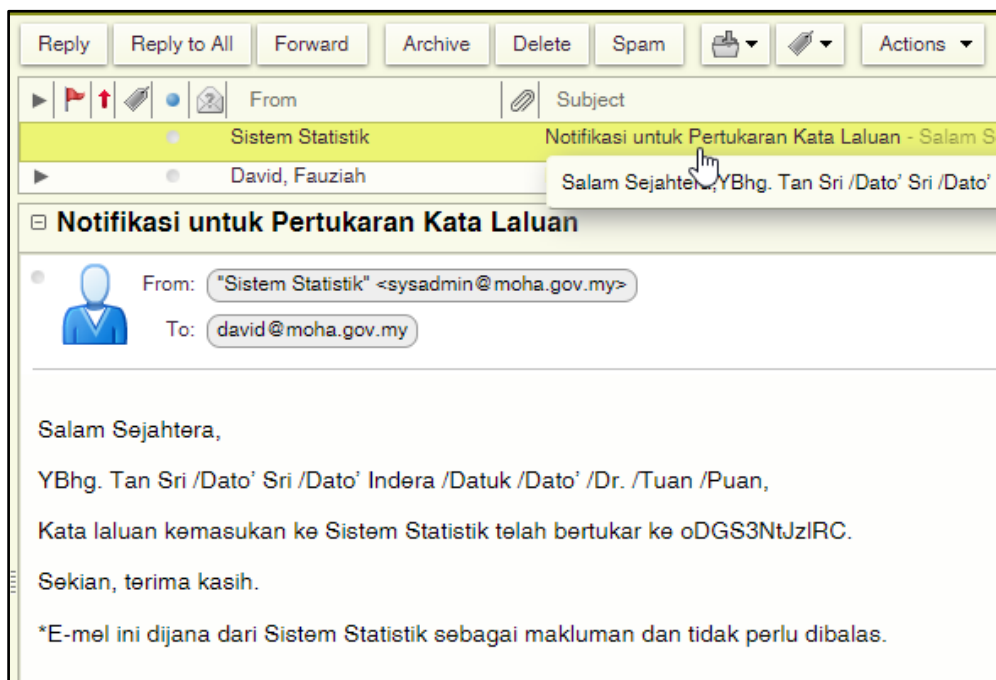 Reply Reply to All Forward Archive Delete Spam Actions
From Subject
Sistem Statistik Notifikasi untuk Pertukaran Kata Laluan - Salam S
David, Fauziah
Salam Sejahtera,YBhg. Tan Sri /Dato' Sri /Dato'
Notifikasi untuk Pertukaran Kata Laluan
From: "Sistem Statistik" <sysadmin@moha.gov.my>
To: david@moha.gov.my
Salam Sejahtera,
YBhg. Tan Sri /Dato' Sri /Dato' Indera /Datuk /Dato' /Dr. /Tuan /Puan,
Kata laluan kemasukan ke Sistem Statistik telah bertukar ke oDGS3NtJzIRC.
Sekian, terima kasih.
*E-mel ini dijana dari Sistem Statistik sebagai makluman dan tidak perlu dibalas.